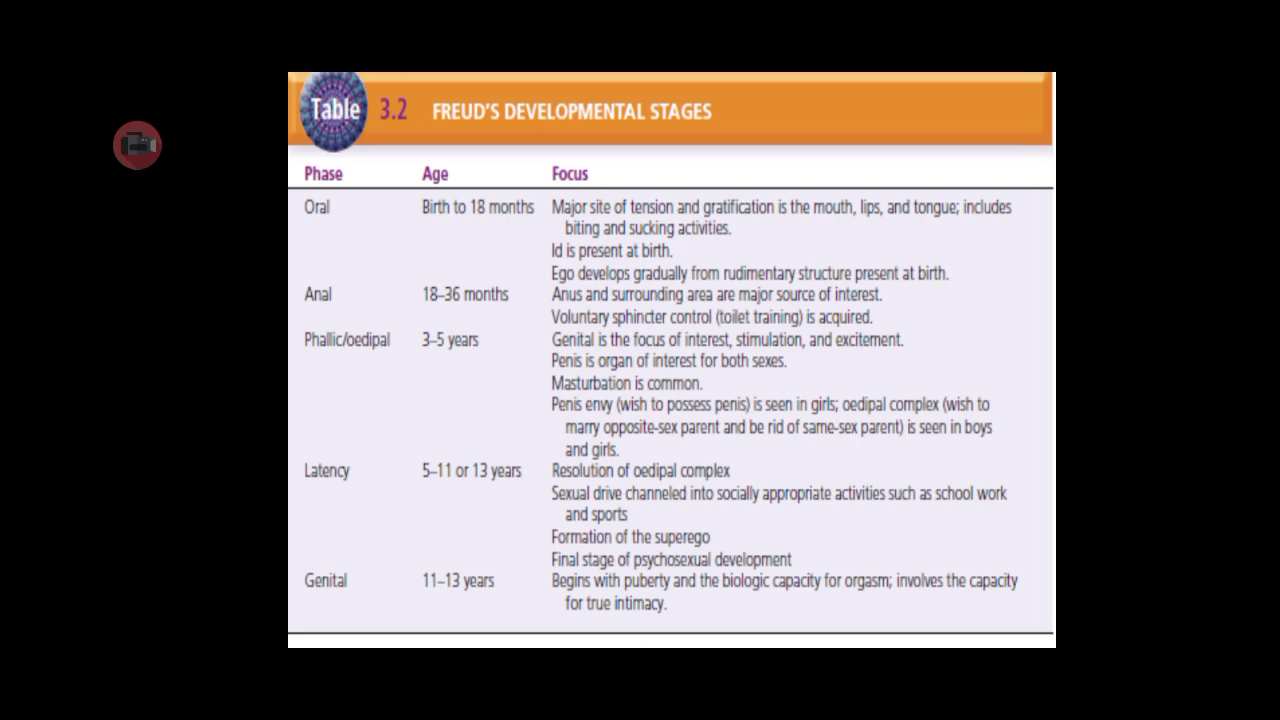 Table 3.2 FREUD'S DEVELOPMENTAL STAGES
Phase Age Focus
Oral Birth to 18 months Major site of tension and gratification is the mouth, lips, and tongue; includes
biting and sucking activities.
Id is present at birth.
Ego develops gradually from rudimentary structure present at birth.
Anal 18–36 months Anus and surrounding area are major source of interest.
Voluntary sphincter control (toilet training) is acquired.
Phallic/oedipal 3–5 years Genital is the focus of interest, stimulation, and excitement.
Penis is organ of interest for both sexes.
Masturbation is common.
Penis envy (wish to possess penis) is seen in girls; oedipal complex (wish to
marry opposite-sex parent and be rid of same-sex parent) is seen in boys
and girls.
Latency 5–11 or 13 years Resolution of oedipal complex
Sexual drive channeled into socially appropriate activities such as school work
and sports
Formation of the superego
Final stage of psychosexual development
Genital 11–13 years Begins with puberty and the biologic capacity for orgasm; involves the capacity
for true intimacy.